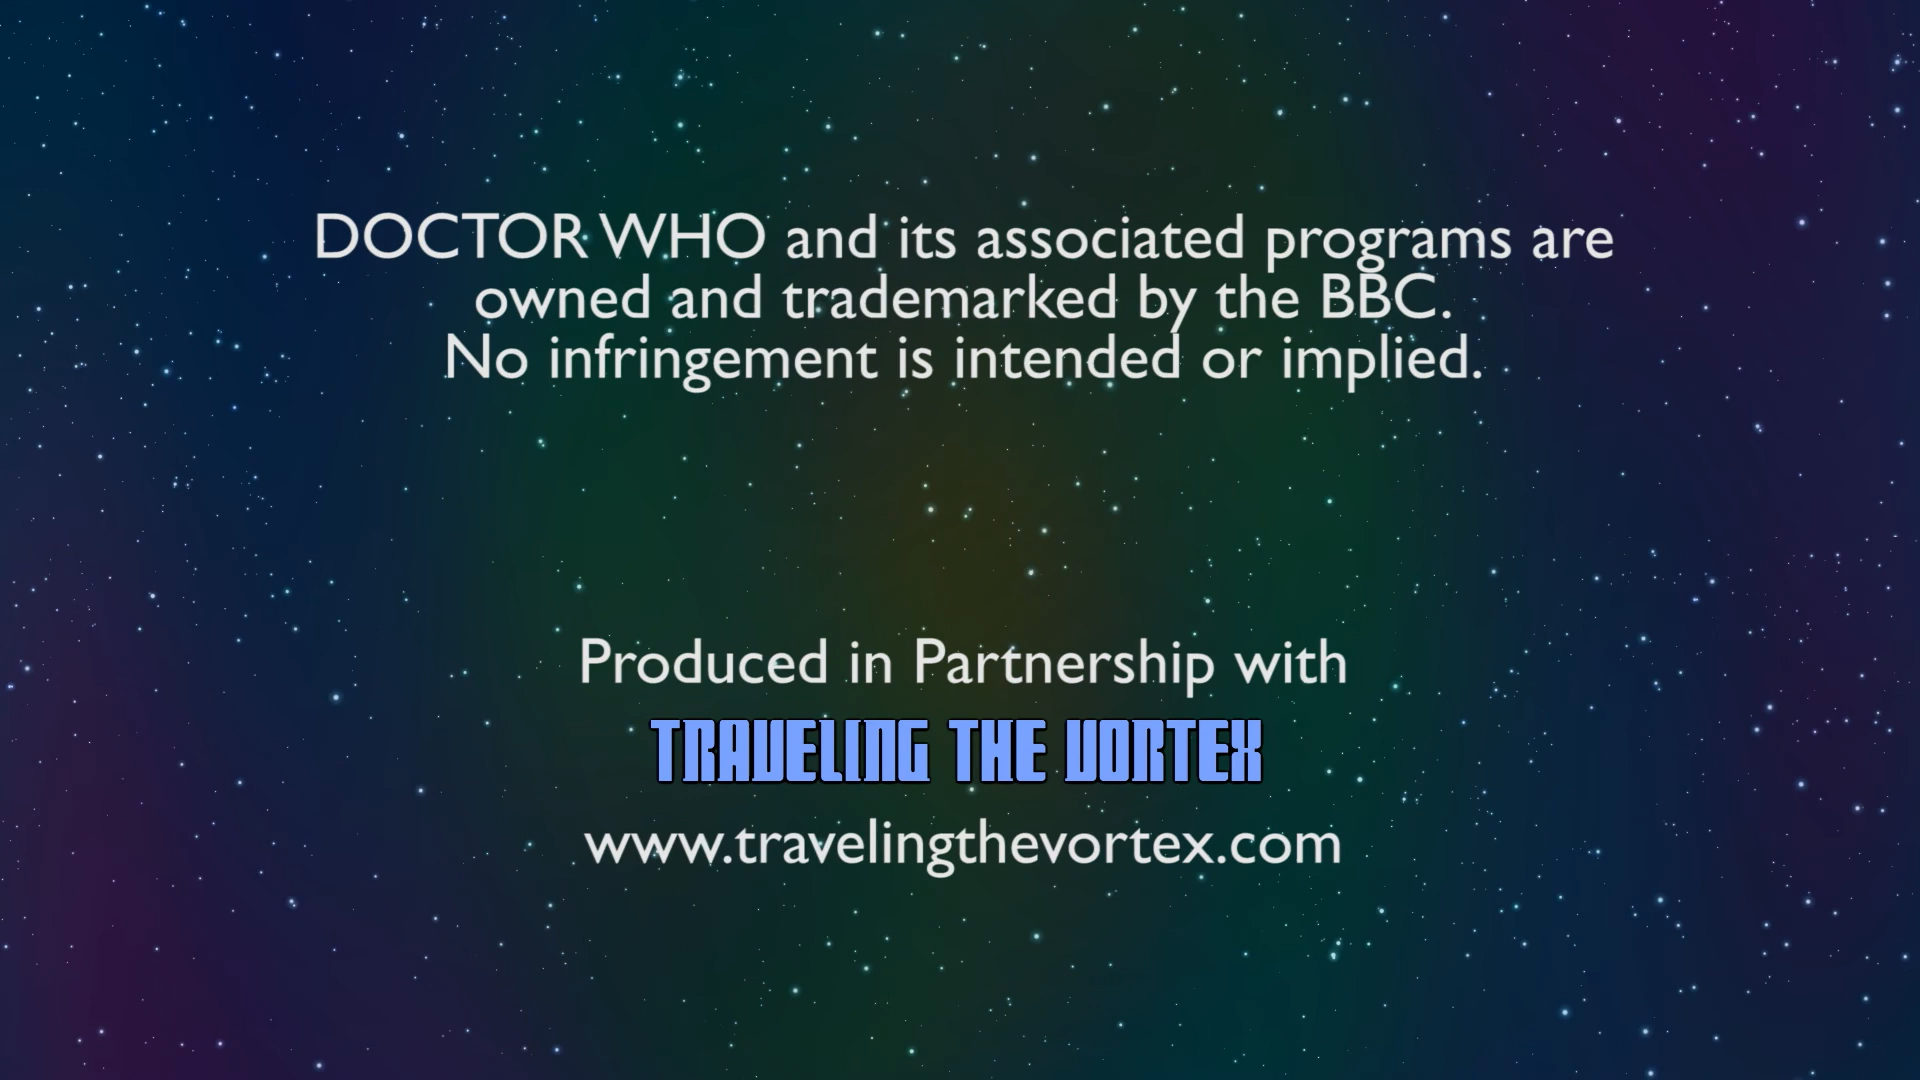 DOCTOR WHO and its associated programs are
owned and trademarked by the BBC.
No infringement is intended or implied.
Produced in Partnership with
TRAVELING THE VORTEX
www.travelingthevortex.com